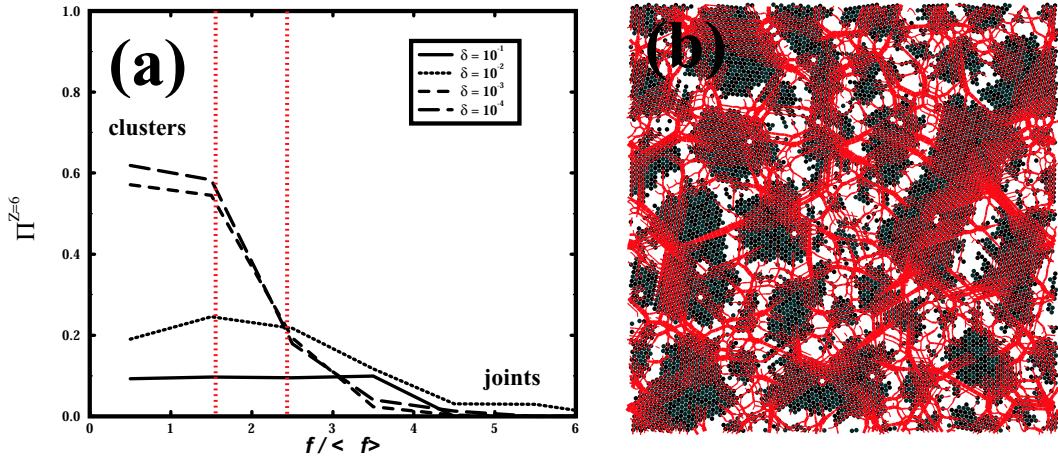 (a)
clusters
δ = 10⁻¹
δ = 10⁻²
δ = 10⁻³
δ = 10⁻⁴
1.0
0.8
0.6
0.4
0.2
0.0
Π^{Z=6}
joints
0 1 2 3 4 5 6
f / < f>
(b)